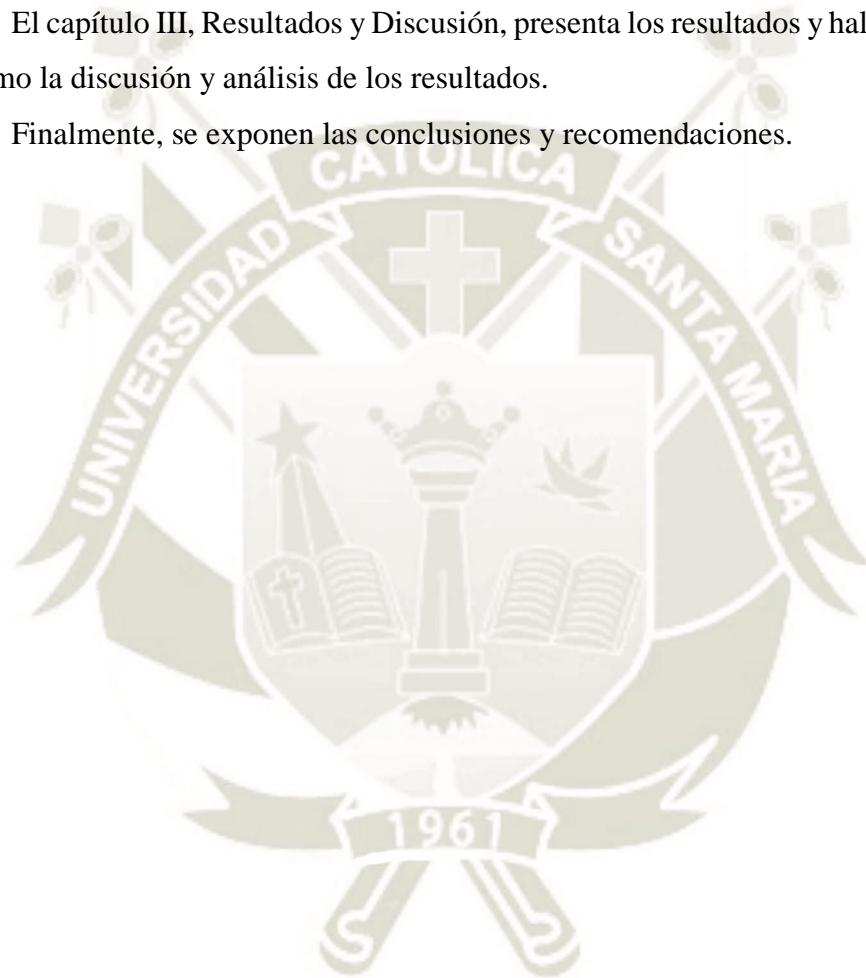 El capítulo III, Resultados y Discusión, presenta los resultados y hal
mo la discusión y análisis de los resultados.
Finalmente, se exponen las conclusiones y recomendaciones.
CATOLICA
UNIVERSIDAD
SANTA MARIA
1961